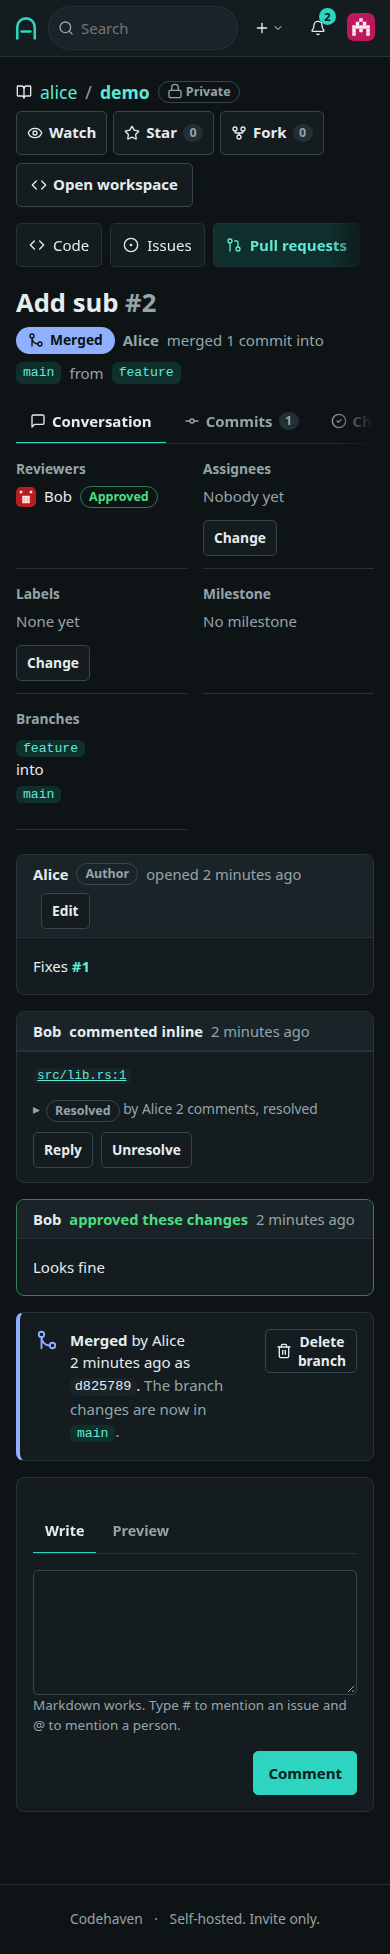 Search
2
alice / demo Private
Watch Star 0 Fork 0
Open workspace
Code Issues Pull requests
Add sub #2
Merged Alice merged 1 commit into
main from feature
Conversation Commits 1 Ch
Reviewers Assignees
Bob Approved Nobody yet
Change
Labels Milestone
None yet No milestone
Change
Branches
feature
into
main
Alice Author opened 2 minutes ago
Edit
Fixes #1
Bob commented inline 2 minutes ago
src/lib.rs:1
Resolved by Alice 2 comments, resolved
Reply Unresolve
Bob approved these changes 2 minutes ago
Looks fine
Merged by Alice
2 minutes ago as
d825789. The branch
changes are now in
main.
Delete
branch
Write Preview
Markdown works. Type # to mention an issue and
@ to mention a person.
Comment
Codehaven · Self-hosted. Invite only.